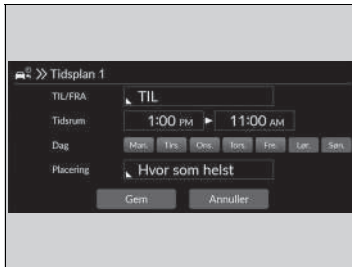 Tidsplan 1
TIL/FRA TIL
Tidsrum 1:00 PM ► 11:00 AM
Dag Man. Tirs. Ons. Tors. Fre. Lør. Søn.
Placering Hvor som helst
Gem Annuller